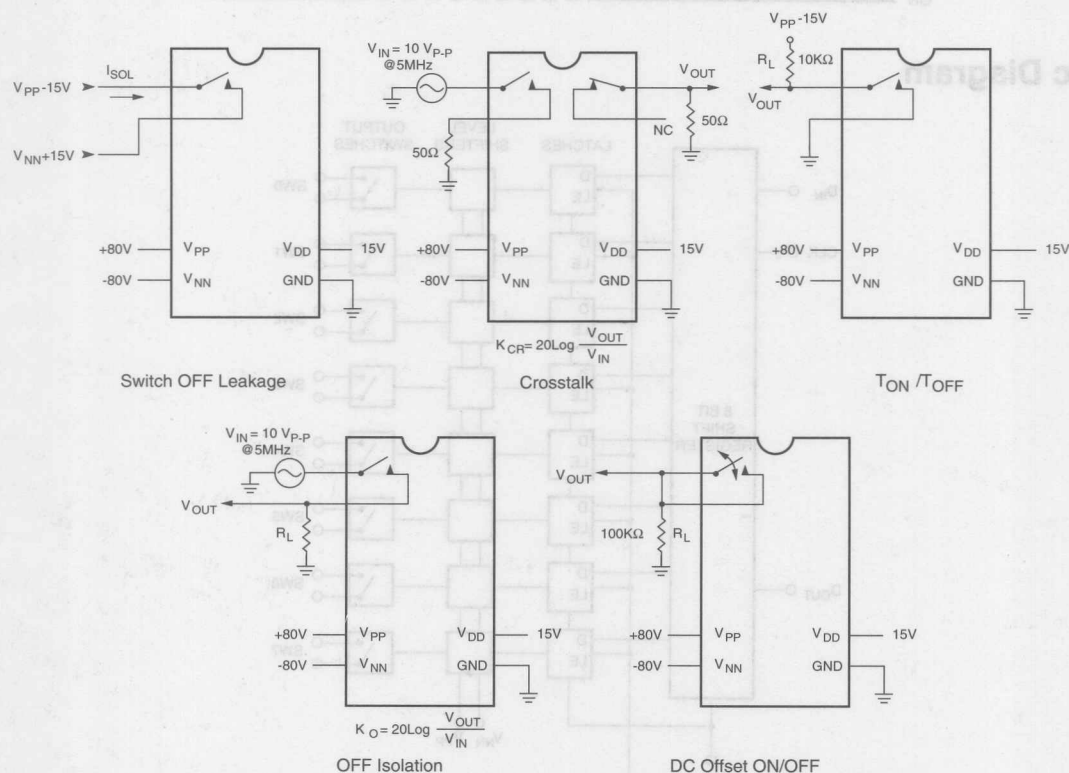 V_PP -15V
I_SOL
V_NN +15V
+80V V_PP V_DD 15V
-80V V_NN GND
Switch OFF Leakage
V_IN = 10 V_P-P
@5MHz
V_OUT
NC
50Ω
50Ω
+80V V_PP V_DD 15V
-80V V_NN GND
K_CR = 20Log V_OUT
V_IN
Crosstalk
V_PP -15V
R_L 10KΩ
V_OUT
+80V V_PP V_DD 15V
-80V V_NN GND
T_ON /T_OFF
V_IN = 10 V_P-P
@5MHz
V_OUT
R_L
+80V V_PP V_DD 15V
-80V V_NN GND
K_O = 20Log V_OUT
V_IN
OFF Isolation
V_OUT
100KΩ R_L
+80V V_PP V_DD 15V
-80V V_NN GND
DC Offset ON/OFF